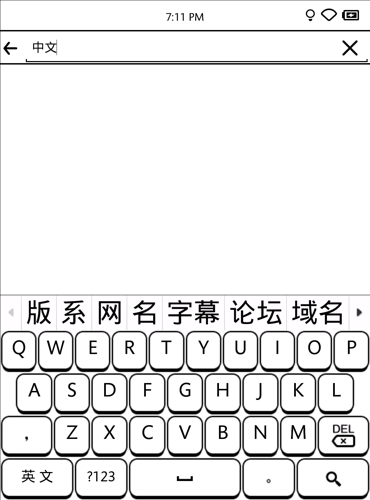 7:11 PM
中文
版 系 网 名 字幕 论坛 域名
Q W E R T Y U I O P
A S D F G H J K L
, Z X C V B N M DEL
英文 ?123 。